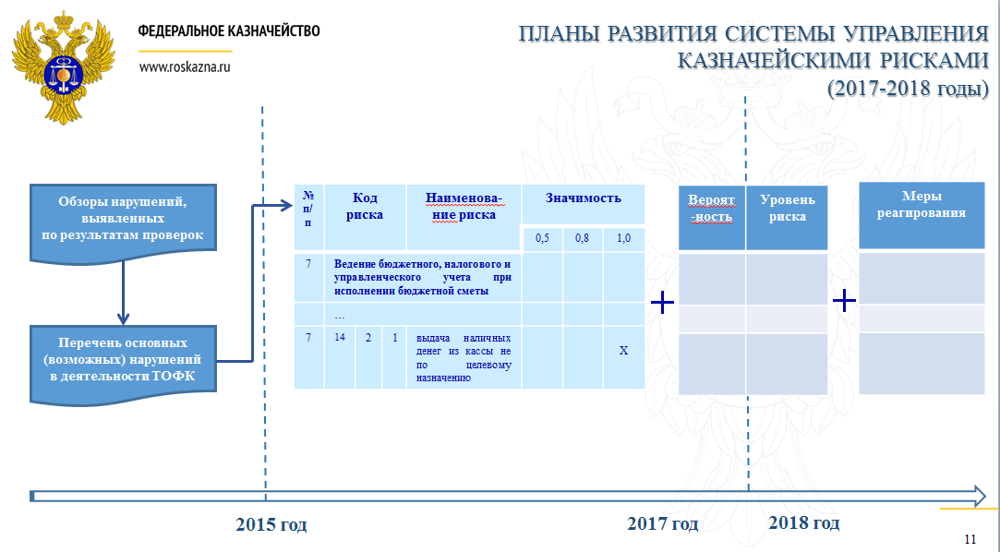 ФЕДЕРАЛЬНОЕ КАЗНАЧЕЙСТВО
www.roskazna.ru
ПЛАНЫ РАЗВИТИЯ СИСТЕМЫ УПРАВЛЕНИЯ
КАЗНАЧЕЙСКИМИ РИСКАМИ
(2017-2018 годы)
Обзоры нарушений,
выявленных
по результатам проверок
Перечень основных
(возможных) нарушений
в деятельности ТОФК
№
п/
п
Код
риска
Наименова-
ние риска
Значимость
0,5 0,8 1,0
7 Ведение бюджетного, налогового и
управленческого учета при
исполнении бюджетной сметы
...
7 14 2 1 выдача наличных
денег из кассы не
по целевому
назначению
X
+
Вероят
-ность
Уровень
риска
+
Меры
реагирования
2015 год
2017 год
2018 год
11